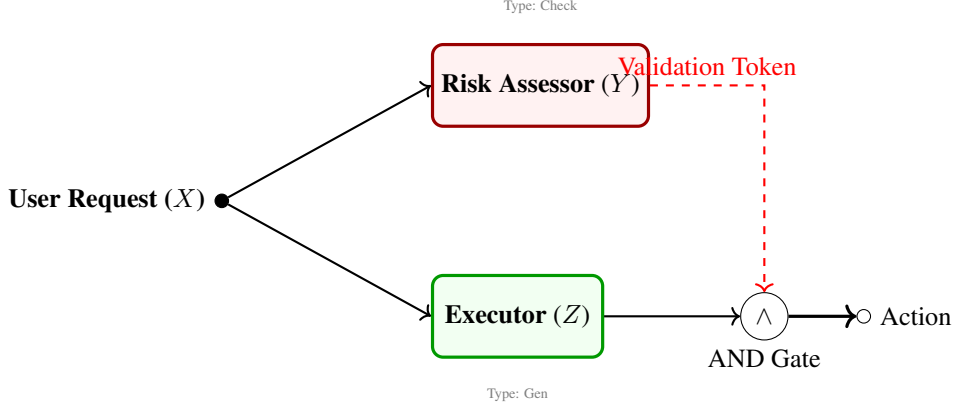 Type: Check
Validation Token
Risk Assessor (Y)
User Request (X)
Executor (Z)
∧
Action
AND Gate
Type: Gen